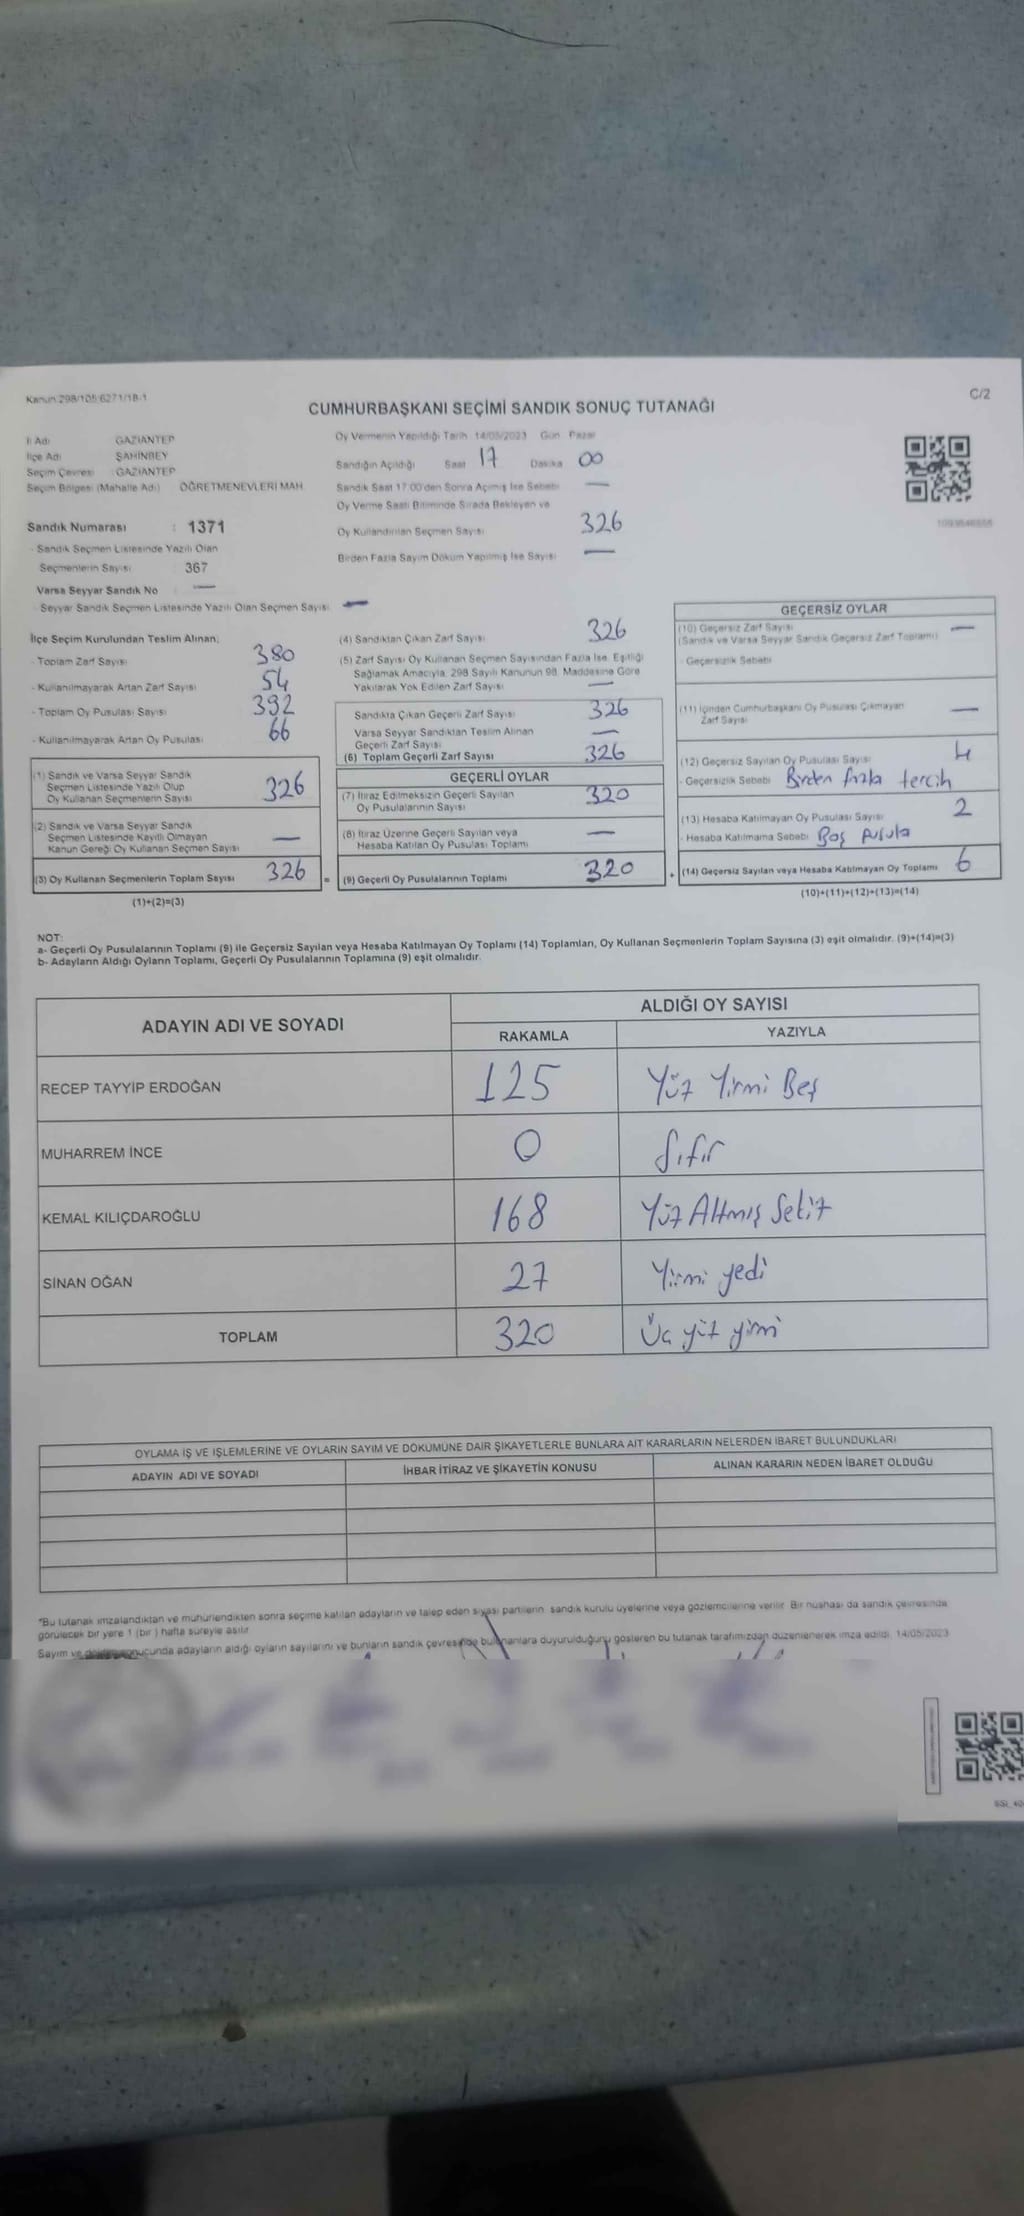 Kanun:298/105:6271/18-1
C/2
CUMHURBAŞKANI SEÇİMİ SANDIK SONUÇ TUTANAĞI
İl Adı GAZİANTEP
İlçe Adı ŞAHİNBEY
Seçim Çevresi : GAZİANTEP
Seçim Bölgesi (Mahalle Adı) ÖĞRETMENEVLERİ MAH.
Sandık Numarası : 1371
- Sandık Seçmen Listesinde Yazılı Olan
Seçmenlerin Sayısı 367
Varsa Seyyar Sandık No —
- Seyyar Sandık Seçmen Listesinde Yazılı Olan Seçmen Sayısı —
Oy Vermenin Yapıldığı Tarih : 14/05/2023 Gün : Pazar
Sandığın Açıldığı Saat 17 Dakika 00
Sandık Saat 17:00'den Sonra Açılmış İse Sebebi —
Oy Verme Saati Bitiminde Sırada Bekleyen ve
Oy Kullandırılan Seçmen Sayısı 326
Birden Fazla Sayım Döküm Yapılmış İse Sayısı —
İlçe Seçim Kurulundan Teslim Alınan;
- Toplam Zarf Sayısı 380
- Kullanılmayarak Artan Zarf Sayısı 54
- Toplam Oy Pusulası Sayısı 392
- Kullanılmayarak Artan Oy Pusulası 66
(1) Sandık ve Varsa Seyyar Sandık
Seçmen Listesinde Yazılı Olup
Oy Kullanan Seçmenlerin Sayısı 326
(2) Sandık ve Varsa Seyyar Sandık
Seçmen Listesinde Kayıtlı Olmayan
Kanun Gereği Oy Kullanan Seçmen Sayısı —
(3) Oy Kullanan Seçmenlerin Toplam Sayısı 326 =
(1)+(2)=(3)
(4) Sandıktan Çıkan Zarf Sayısı 326
(5) Zarf Sayısı Oy Kullanan Seçmen Sayısından Fazla İse, Eşitliği
Sağlamak Amacıyla, 298 Sayılı Kanunun 98. Maddesine Göre
Yakılarak Yok Edilen Zarf Sayısı —
Sandıkta Çıkan Geçerli Zarf Sayısı 326
Varsa Seyyar Sandıktan Teslim Alınan
Geçerli Zarf Sayısı —
(6) Toplam Geçerli Zarf Sayısı 326
GEÇERLİ OYLAR
(7) İtiraz Edilmeksizin Geçerli Sayılan
Oy Pusulalarının Sayısı 320
(8) İtiraz Üzerine Geçerli Sayılan veya
Hesaba Katılan Oy Pusulası Toplamı —
(9) Geçerli Oy Pusulalarının Toplamı 320 +
GEÇERSİZ OYLAR
(10) Geçersiz Zarf Sayısı —
(Sandık ve Varsa Seyyar Sandık Geçersiz Zarf Toplamı)
- Geçersizlik Sebebi
(11) İçinden Cumhurbaşkanı Oy Pusulası Çıkmayan
Zarf Sayısı —
(12) Geçersiz Sayılan Oy Pusulası Sayısı 4
- Geçersizlik Sebebi Birden fazla tercih
(13) Hesaba Katılmayan Oy Pusulası Sayısı 2
- Hesaba Katılmama Sebebi Boş pusula
(14) Geçersiz Sayılan veya Hesaba Katılmayan Oy Toplamı 6
(10)+(11)+(12)+(13)=(14)
NOT:
a- Geçerli Oy Pusulalarının Toplamı (9) ile Geçersiz Sayılan veya Hesaba Katılmayan Oy Toplamı (14) Toplamları, Oy Kullanan Seçmenlerin Toplam Sayısına (3) eşit olmalıdır. (9)+(14)=(3)
b- Adayların Aldığı Oyların Toplamı, Geçerli Oy Pusulalarının Toplamına (9) eşit olmalıdır.
ADAYIN ADI VE SOYADI ALDIĞI OY SAYISI
RAKAMLA YAZIYLA
RECEP TAYYİP ERDOĞAN 125 Yüz Yirmi Beş
MUHARREM İNCE 0 Sıfır
KEMAL KILIÇDAROĞLU 168 Yüz Altmış Sekiz
SİNAN OĞAN 27 Yirmi yedi
TOPLAM 320 Üç yüz yirmi
OYLAMA İŞ VE İŞLEMLERİNE VE OYLARIN SAYIM VE DÖKÜMÜNE DAİR ŞİKAYETLERLE BUNLARA AİT KARARLARIN NELERDEN İBARET BULUNDUKLARI
ADAYIN ADI VE SOYADI İHBAR İTİRAZ VE ŞİKAYETİN KONUSU ALINAN KARARIN NEDEN İBARET OLDUĞU
*Bu tutanak imzalandıktan ve mühürlendikten sonra seçime katılan adayların ve talep eden siyasi partilerin sandık kurulu üyelerine veya gözlemcilerine verilir. Bir nüshası da sandık çevresinde
görülecek bir yere 1 (bir) hafta süreyle asılır.
Sayım ve döküm sonucunda adayların aldığı oyların sayılarını ve bunların sandık çevresinde bulunanlara duyurulduğunu gösteren bu tutanak tarafımızdan düzenlenerek imza edildi. 14/05/2023